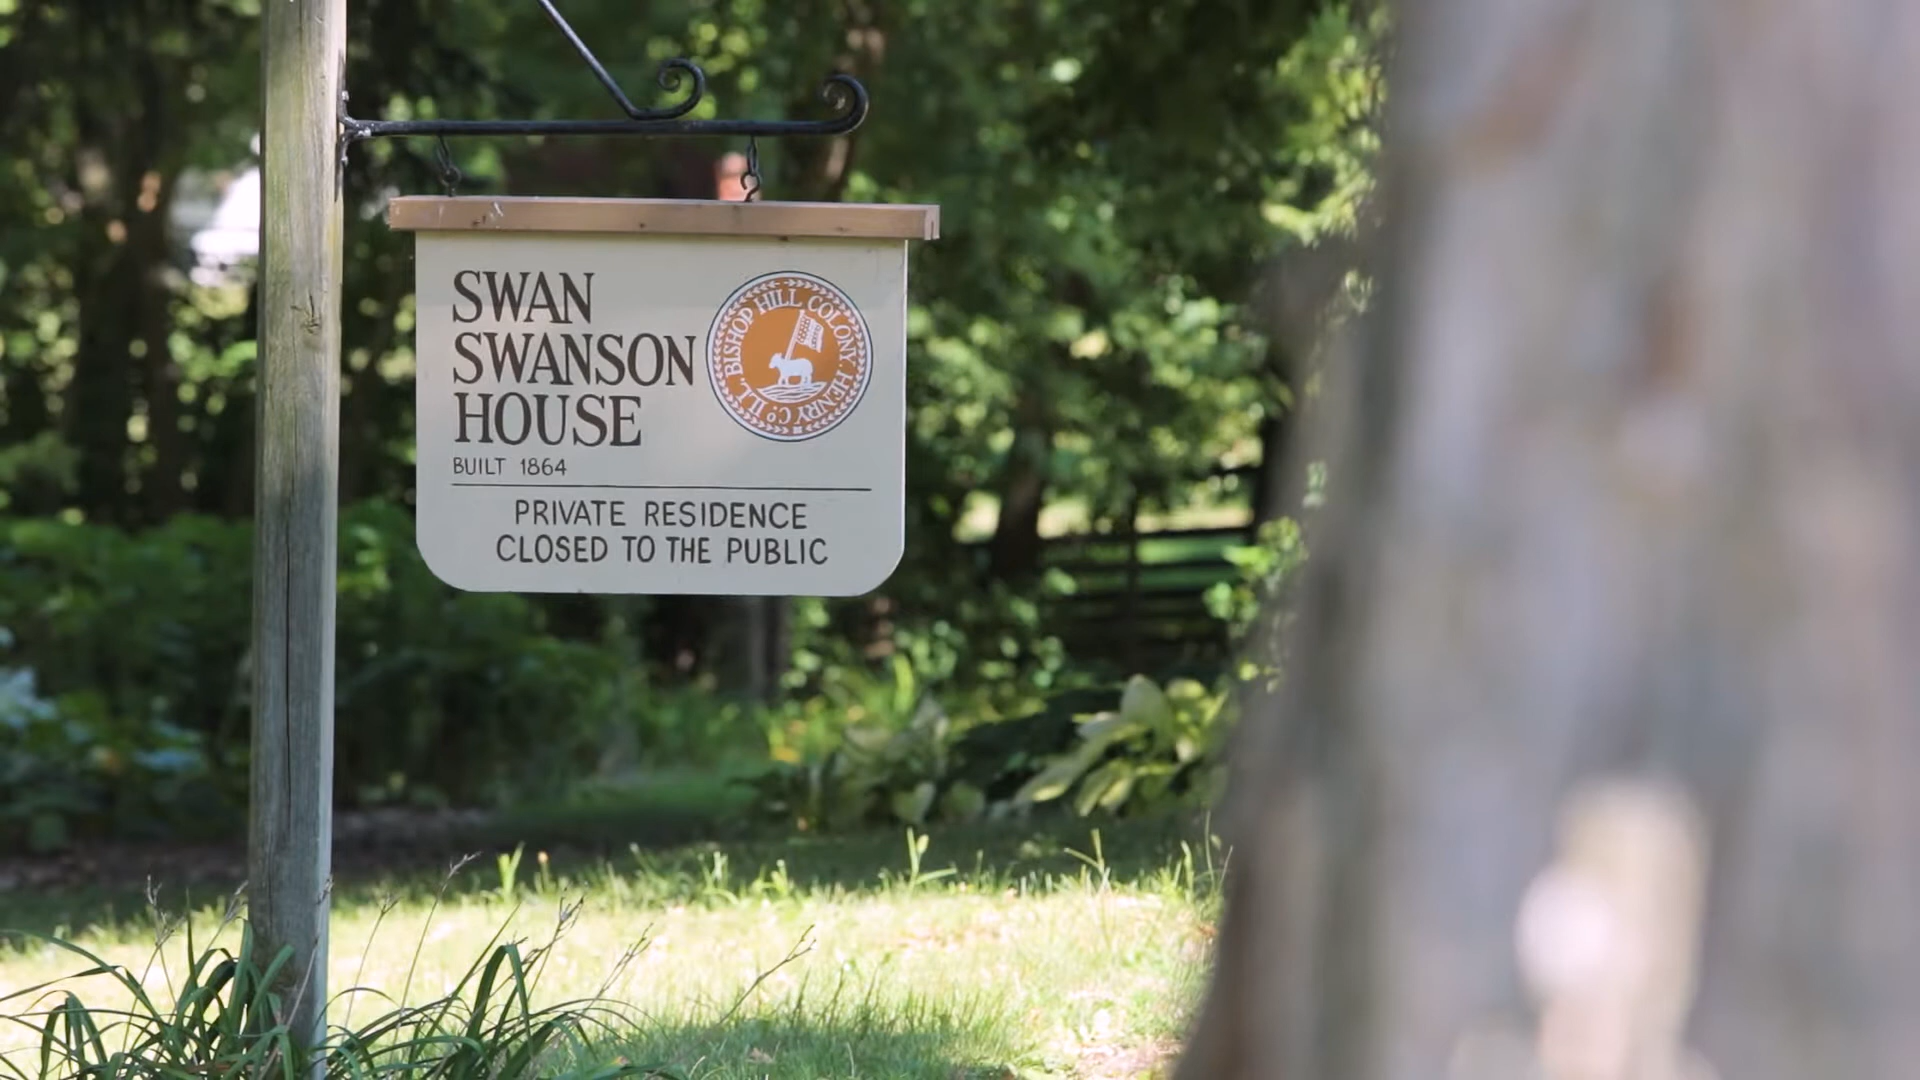 SWAN
SWANSON
HOUSE
BUILT 1864
BISHOP HILL COLONY, HENRY Co ILL.
PRIVATE RESIDENCE
CLOSED TO THE PUBLIC